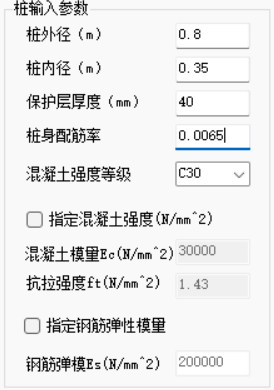 桩输入参数
桩外径（m） 0.8
桩内径（m） 0.35
保护层厚度（mm） 40
桩身配筋率 0.0065
混凝土强度等级 C30
指定混凝土强度(N/mm^2)
混凝土模量Ec(N/mm^2) 30000
抗拉强度ft(N/mm^2) 1.43
指定钢筋弹性模量
钢筋弹模Es(N/mm^2) 200000